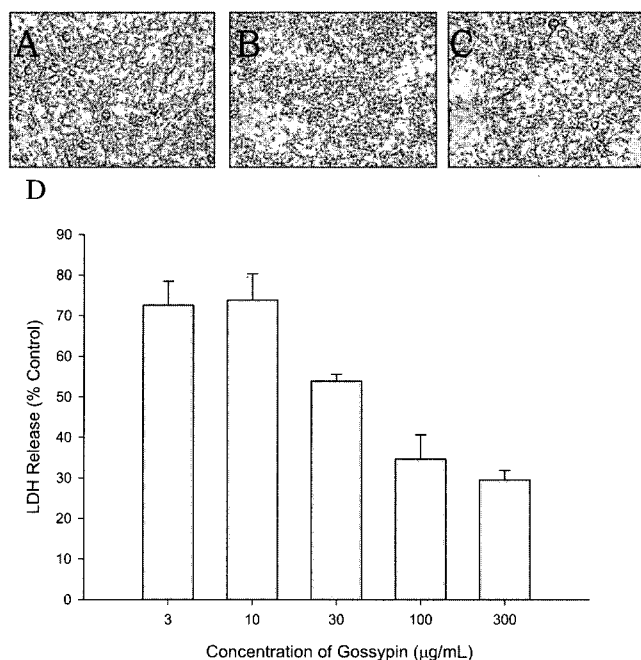 A B C
D
90
80
70
60
50
40
30
20
10
0
LDH Release (% Control)
3 10 30 100 300
Concentration of Gossypin (μg/mL)